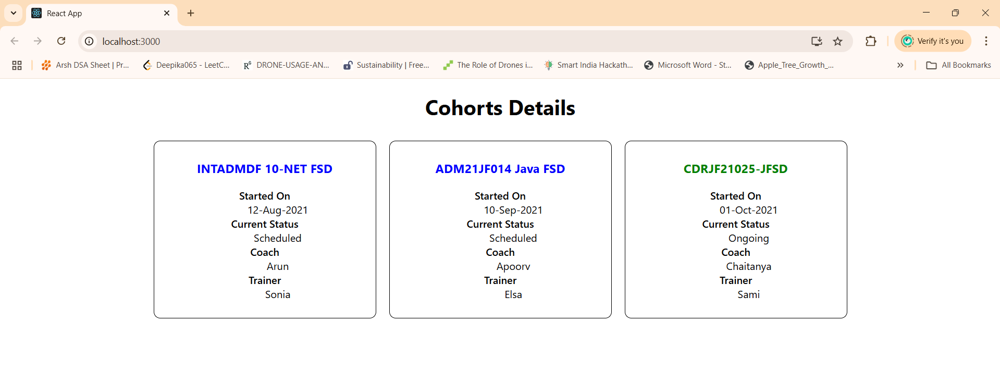 React App
localhost:3000
Verify it's you
Arsh DSA Sheet | Pr...
Deepika065 - LeetC...
DRONE-USAGE-AN...
Sustainability | Free...
The Role of Drones i...
Smart India Hackath...
Microsoft Word - St...
Apple_Tree_Growth_...
All Bookmarks
Cohorts Details
INTADMDF 10-NET FSD
Started On
12-Aug-2021
Current Status
Scheduled
Coach
Arun
Trainer
Sonia
ADM21JF014 Java FSD
Started On
10-Sep-2021
Current Status
Scheduled
Coach
Apoorv
Trainer
Elsa
CDRJF21025-JFSD
Started On
01-Oct-2021
Current Status
Ongoing
Coach
Chaitanya
Trainer
Sami